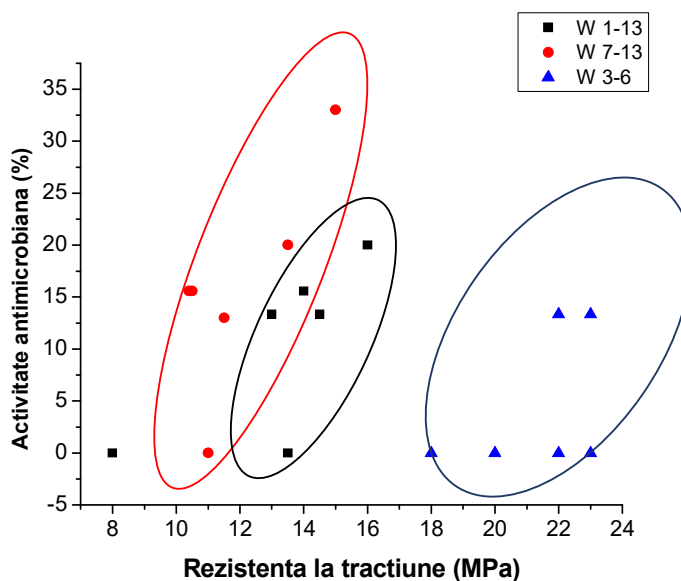 W 1-13
W 7-13
W 3-6
Activitate antimicrobiana (%)
35
30
25
20
15
10
5
0
-5
8 10 12 14 16 18 20 22 24
Rezistenta la tractiune (MPa)